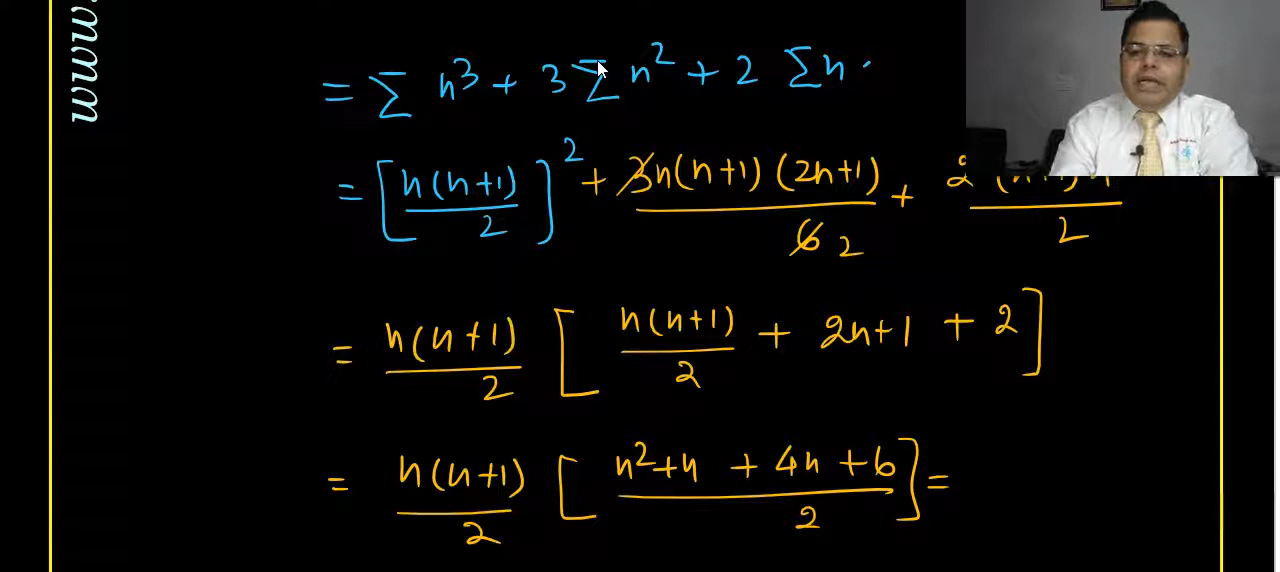 www.
= Σ n³ + 3 Σ n² + 2 Σn .
= [n(n+1)/2]² + 3n(n+1)(2n+1)/6 2 + 2 /2
= n(n+1)/2 [n(n+1)/2 + 2n+1 + 2]
= n(n+1)/2 [n²+n + 4n +6/2] =